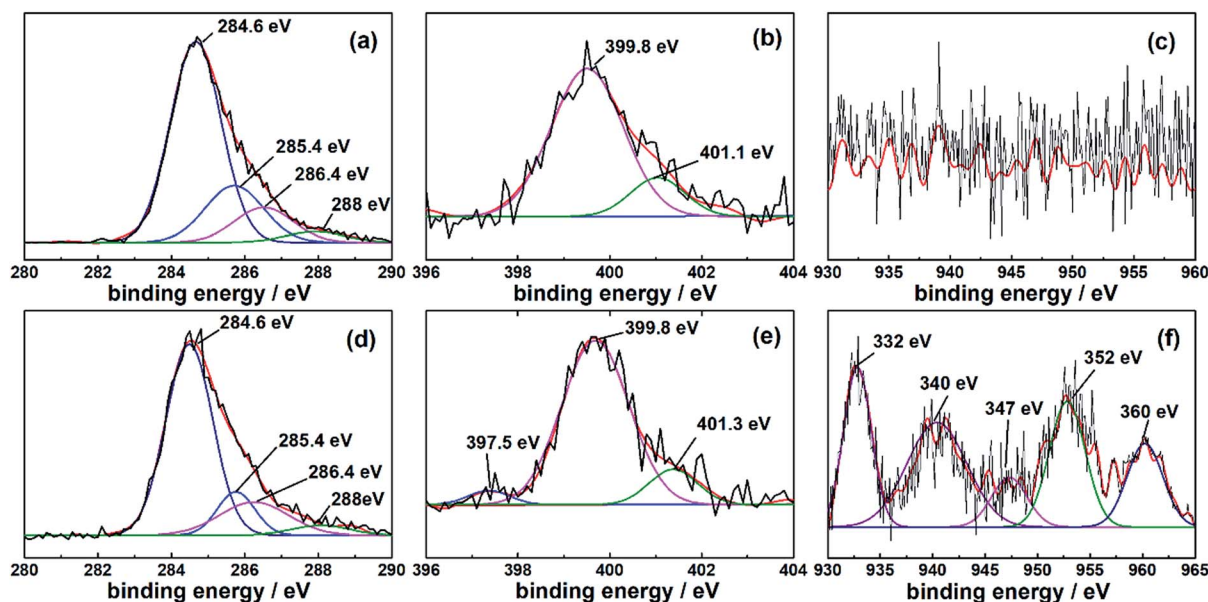 284.6 eV
(a)
285.4 eV
286.4 eV
288 eV
280 282 284 286 288 290
binding energy / eV
399.8 eV
(b)
401.1 eV
396 398 400 402 404
binding energy / eV
(c)
930 935 940 945 950 955 960
binding energy / eV
284.6 eV
(d)
285.4 eV
286.4 eV
288eV
280 282 284 286 288 290
binding energy / eV
399.8 eV
(e)
397.5 eV
401.3 eV
396 398 400 402 404
binding energy / eV
332 eV
(f)
352 eV
340 eV
347 eV
360 eV
930 935 940 945 950 955 960 965
binding energy / eV